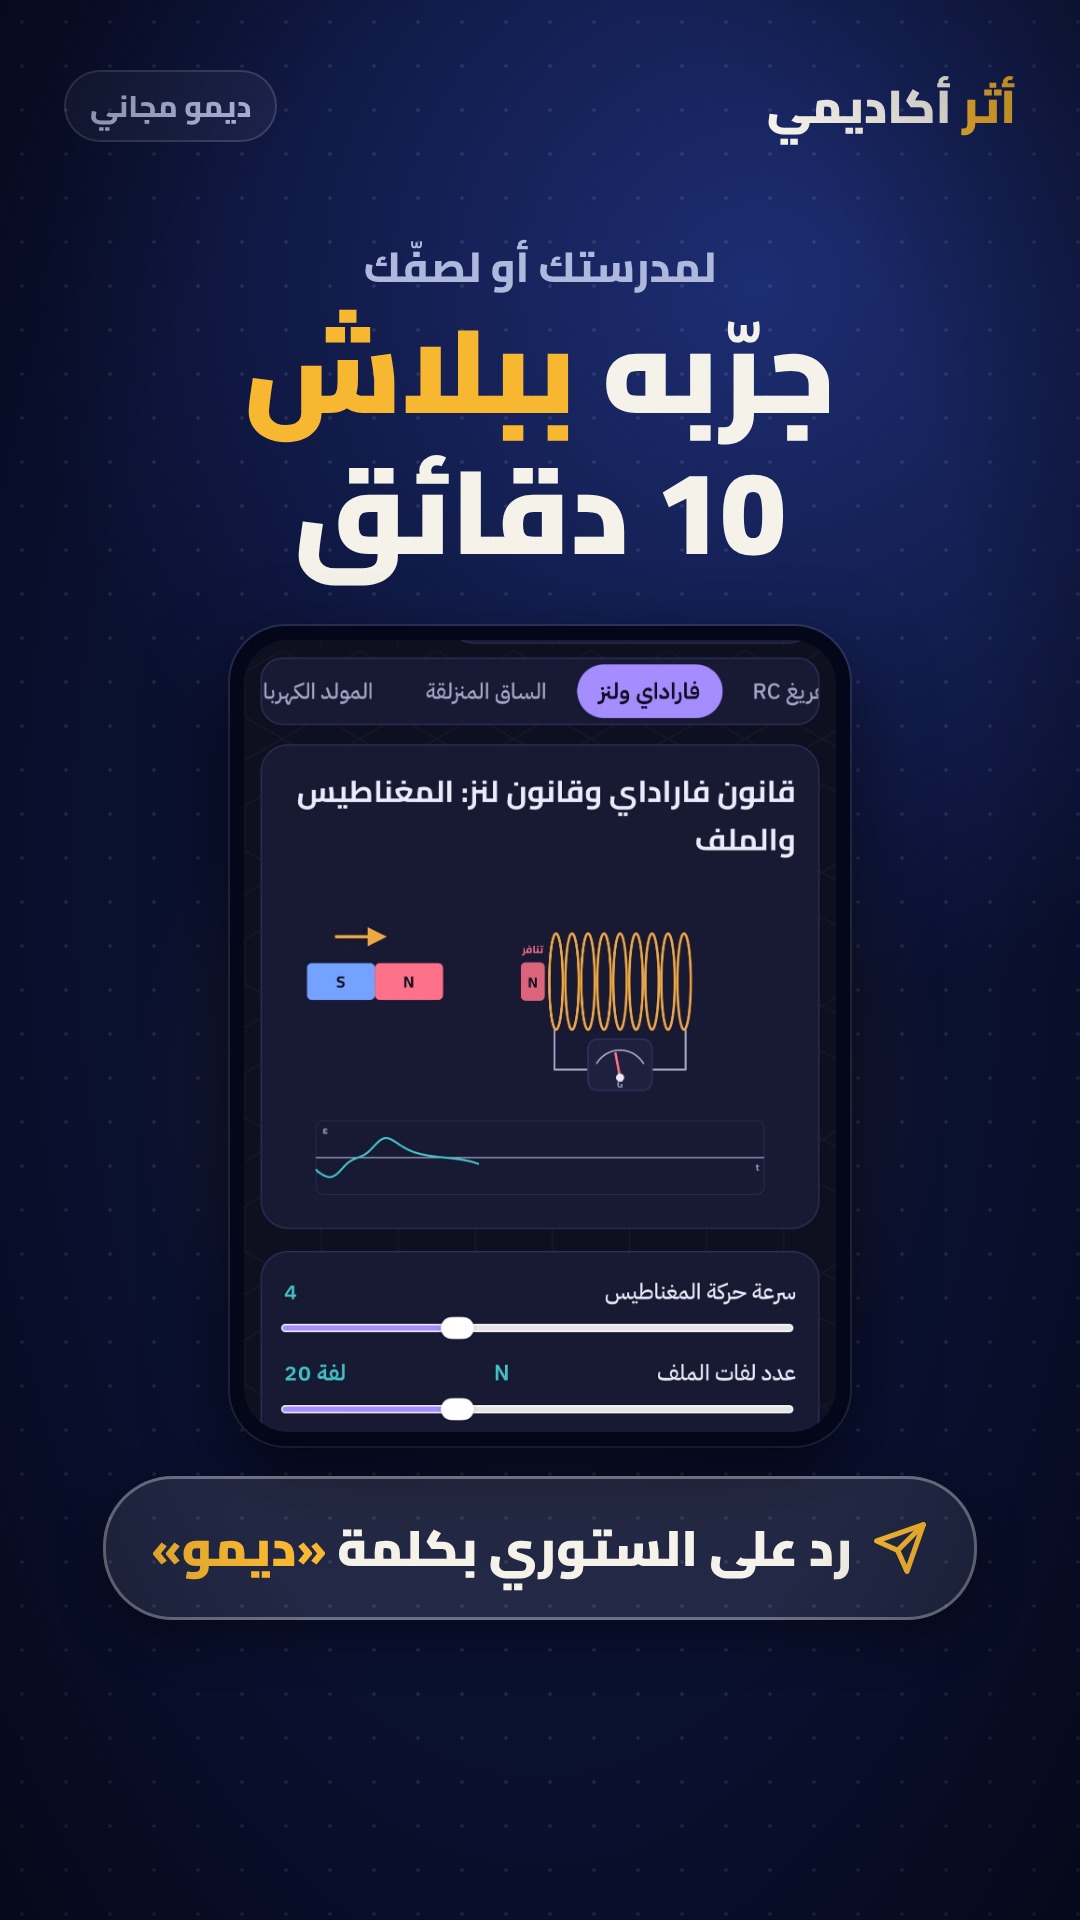 أثر أكاديمي
ديمو مجاني
لمدرستك أو لصفّك
جرّبه ببلاش
10 دقائق
RC فاراداي ولنز الساق المنزلقة المولد
قانون فاراداي وقانون لنز: المغناطيس
والملف
تنافر
S N N
G
ε
t
سرعة حركة المغناطيس 4
عدد لفات الملف N 20 لفة
رد على الستوري بكلمة «ديمو»